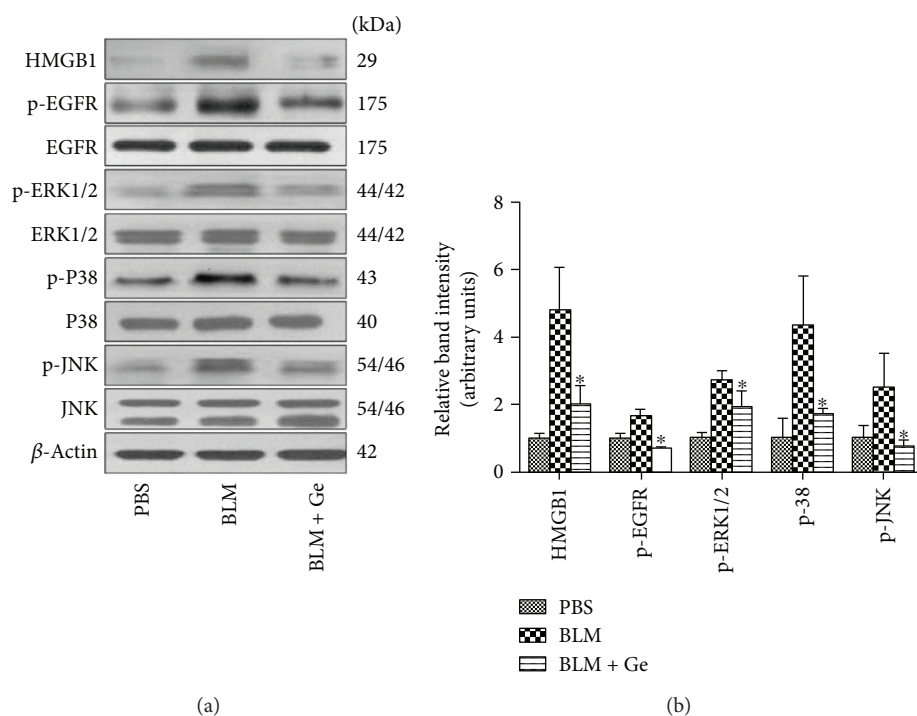 (kDa)
HMGB1 29
p-EGFR 175
EGFR 175
p-ERK1/2 44/42
ERK1/2 44/42
p-P38 43
P38 40
p-JNK 54/46
JNK 54/46
β-Actin 42
PBS
BLM
BLM + Ge
(a)
Relative band intensity
(arbitrary units)
8
6
4
2
0
*
*
*
*
*
HMGB1
p-EGFR
p-ERK1/2
p-38
p-JNK
PBS
BLM
BLM + Ge
(b)